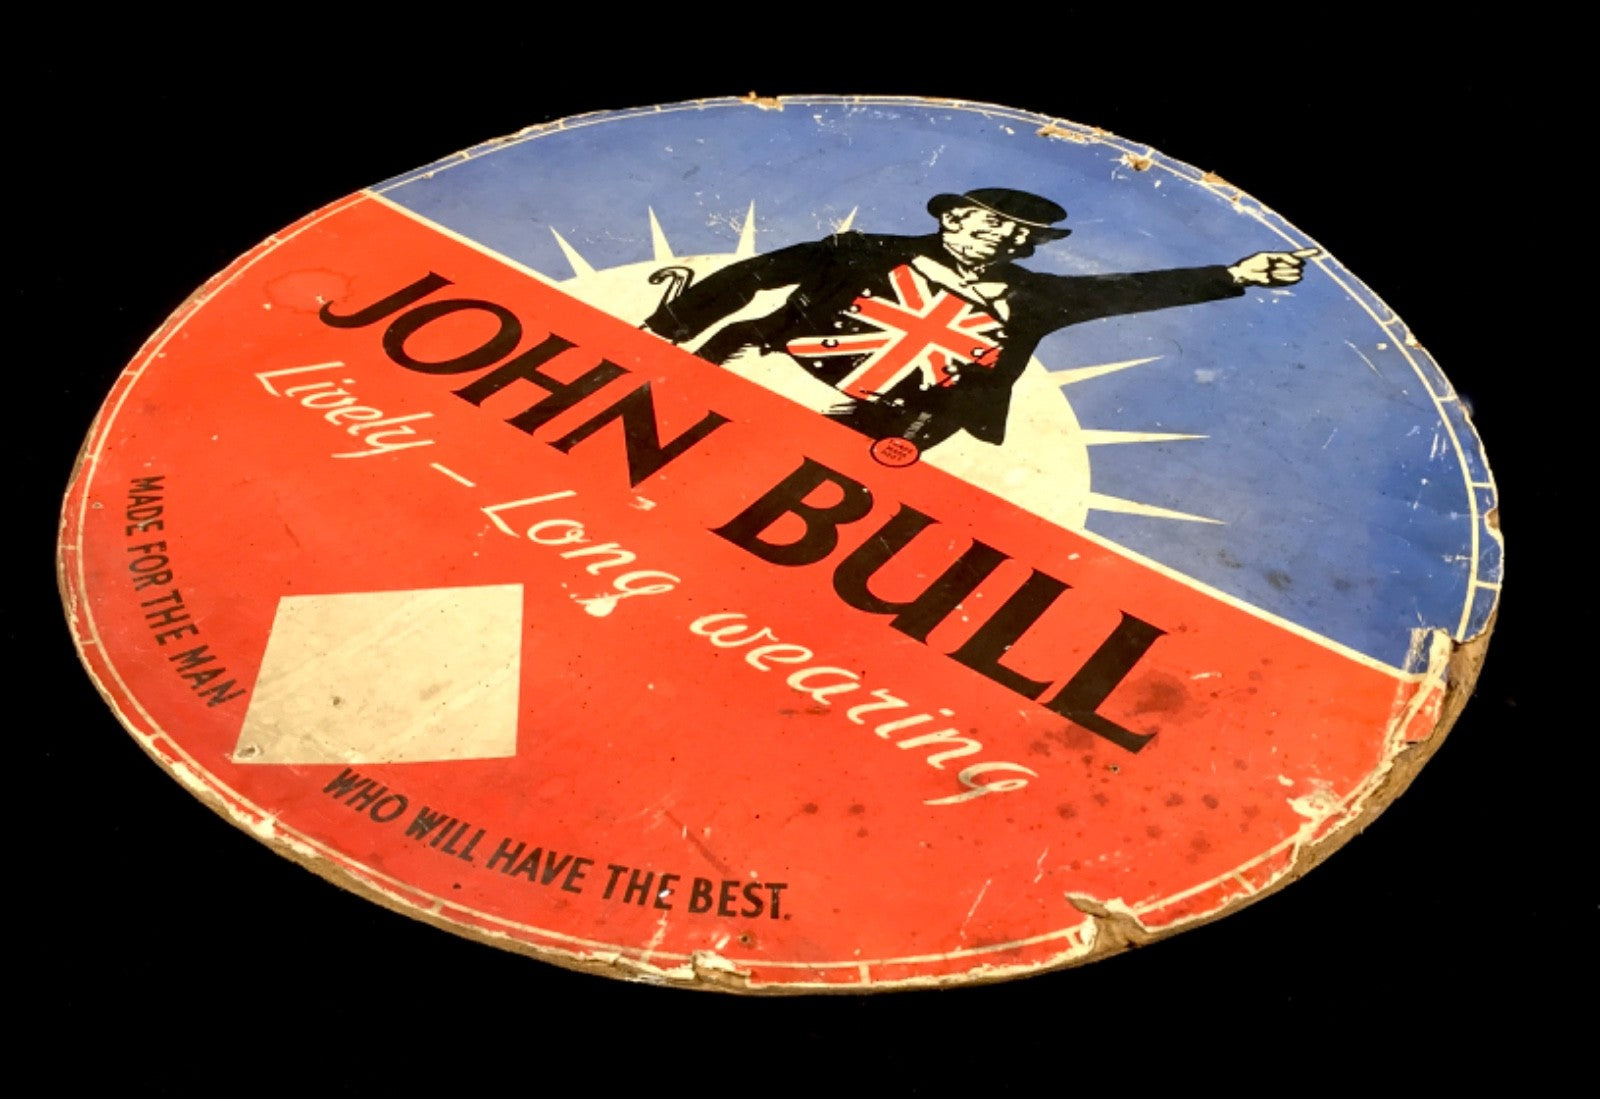 JOHN BULL
Lively — Long wearing
MADE FOR THE MAN
WHO WILL HAVE THE BEST.